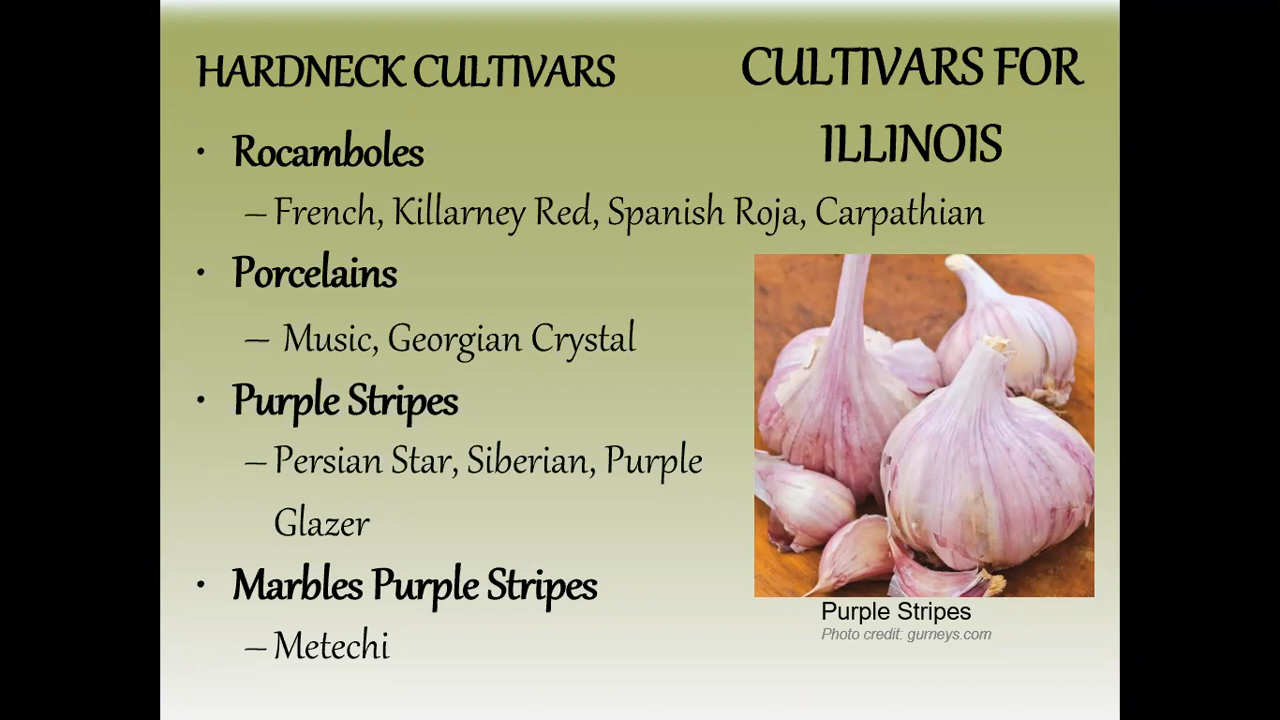 HARDNECK CULTIVARS
CULTIVARS FOR
ILLINOIS
• Rocamboles
– French, Killarney Red, Spanish Roja, Carpathian
• Porcelains
– Music, Georgian Crystal
• Purple Stripes
– Persian Star, Siberian, Purple
Glazer
• Marbles Purple Stripes
– Metechi
Purple Stripes
Photo credit: gurneys.com